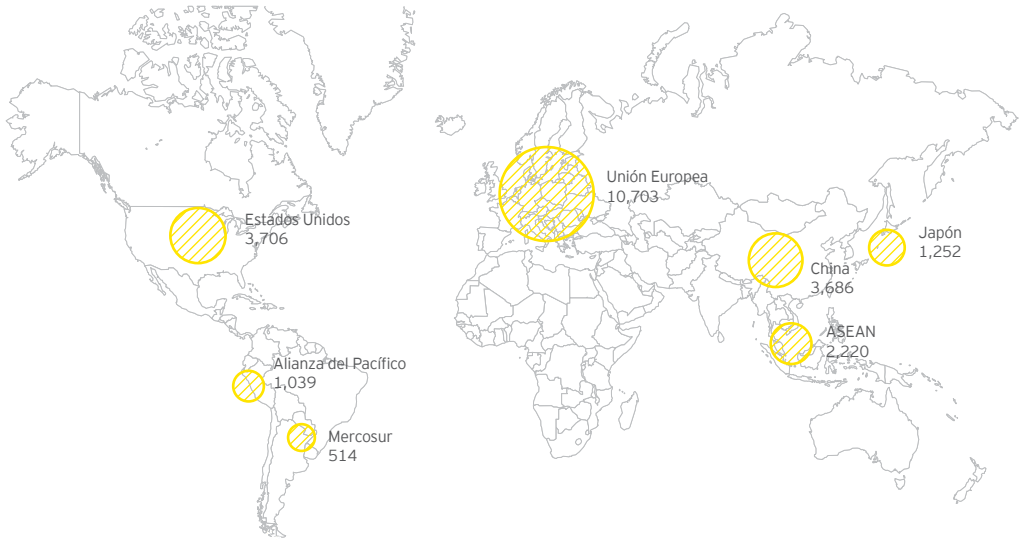 Unión Europea
10,703
Estados Unidos
3,706
Japón
1,252
China
3,686
ASEAN
2,220
Alianza del Pacífico
1,039
Mercosur
514